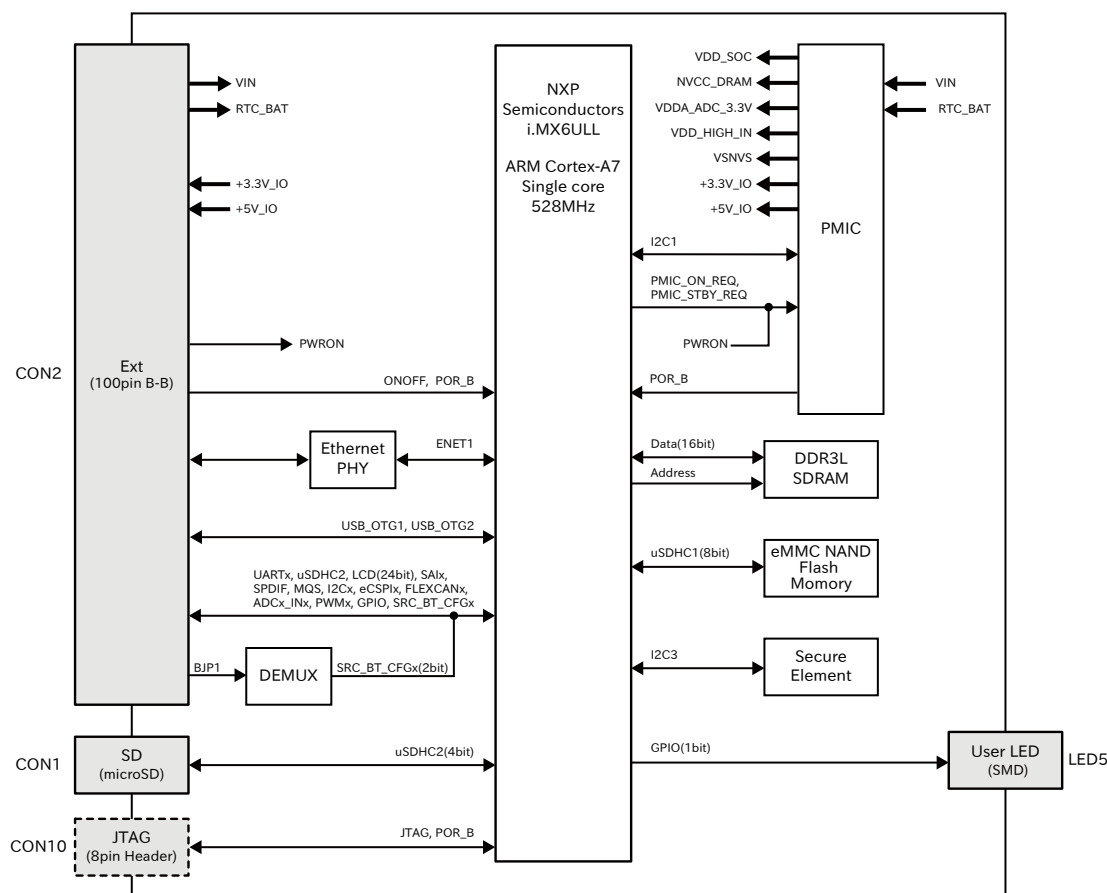 VIN
RTC_BAT
+3.3V_IO
+5V_IO
PWRON
CON2
Ext
(100pin B-B)
ONOFF, POR_B
Ethernet
PHY
ENET1
USB_OTG1, USB_OTG2
UARTx, uSDHC2, LCD(24bit), SAIx,
SPDIF, MQS, I2Cx, eCSPIx, FLEXCANx,
ADCx_INx, PWMx, GPIO, SRC_BT_CFGx
BJP1
DEMUX
SRC_BT_CFGx(2bit)
CON1
SD
(microSD)
uSDHC2(4bit)
CON10
JTAG
(8pin Header)
JTAG, POR_B
NXP
Semiconductors
i.MX6ULL
ARM Cortex-A7
Single core
528MHz
VDD_SOC
NVCC_DRAM
VDDA_ADC_3.3V
VDD_HIGH_IN
VSNVS
+3.3V_IO
+5V_IO
PMIC
VIN
RTC_BAT
I2C1
PMIC_ON_REQ,
PMIC_STBY_REQ
PWRON
POR_B
Data(16bit)
Address
DDR3L
SDRAM
uSDHC1(8bit)
eMMC NAND
Flash
Momory
I2C3
Secure
Element
GPIO(1bit)
User LED
(SMD)
LED5